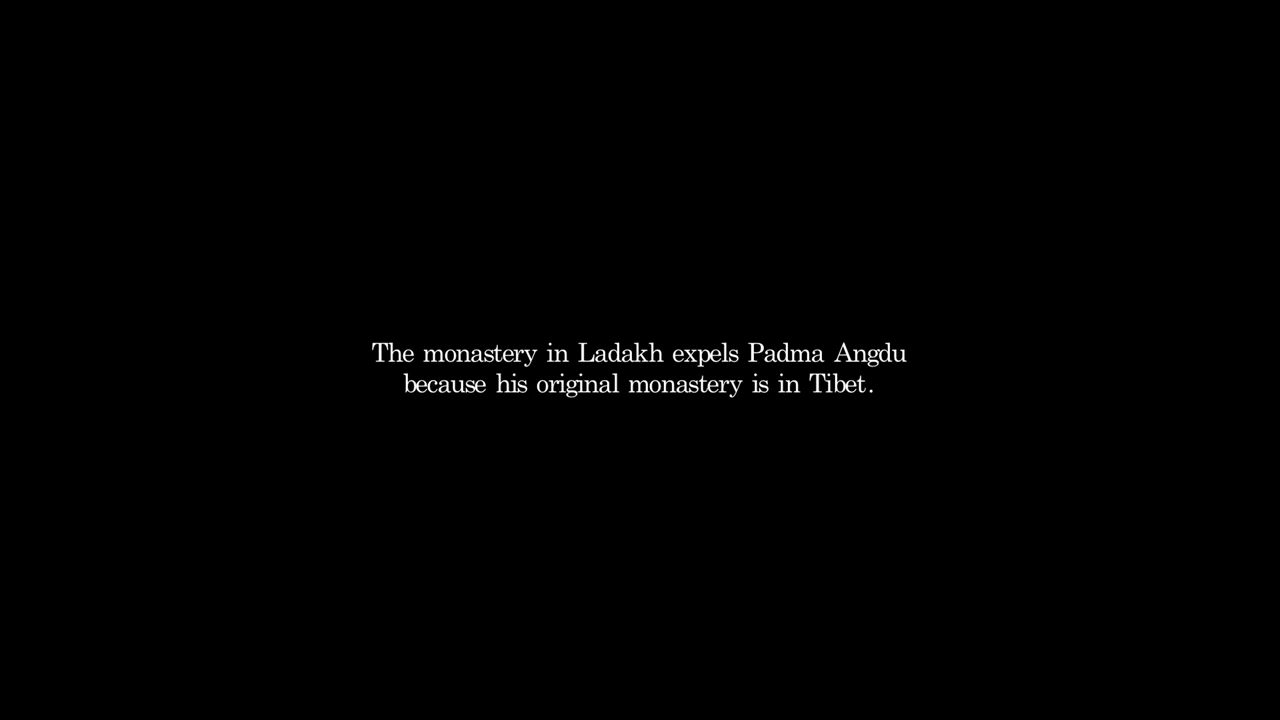 The monastery in Ladakh expels Padma Angdu
because his original monastery is in Tibet.